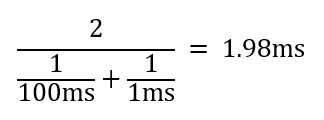 2
1
100ms + 1
1ms = 1.98ms